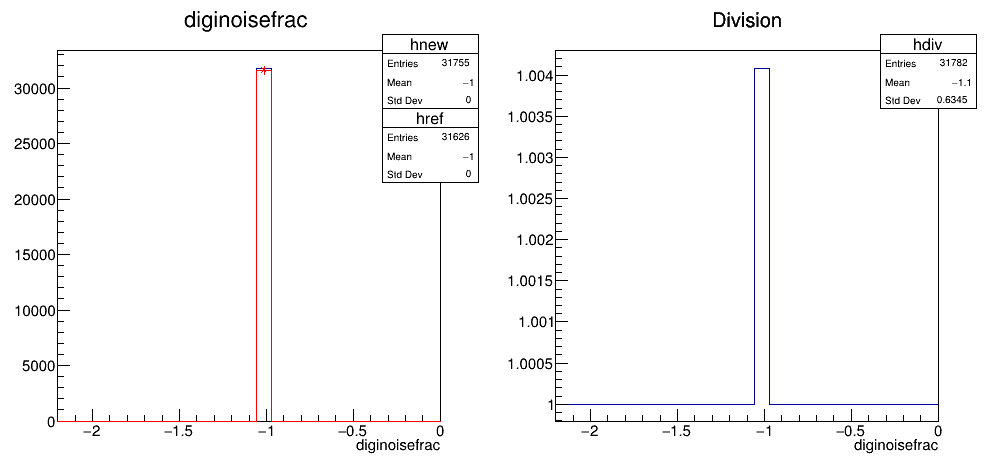 diginoisefrac
hnew
Entries 31755
Mean −1
Std Dev 0
href
Entries 31626
Mean −1
Std Dev 0
30000
25000
20000
15000
10000
5000
0
−2 −1.5 −1 −0.5 0
diginoisefrac
Division
hdiv
Entries 31782
Mean −1.1
Std Dev 0.6345
1.004
1.0035
1.003
1.0025
1.002
1.0015
1.001
1.0005
1
−2 −1.5 −1 −0.5 0
diginoisefrac